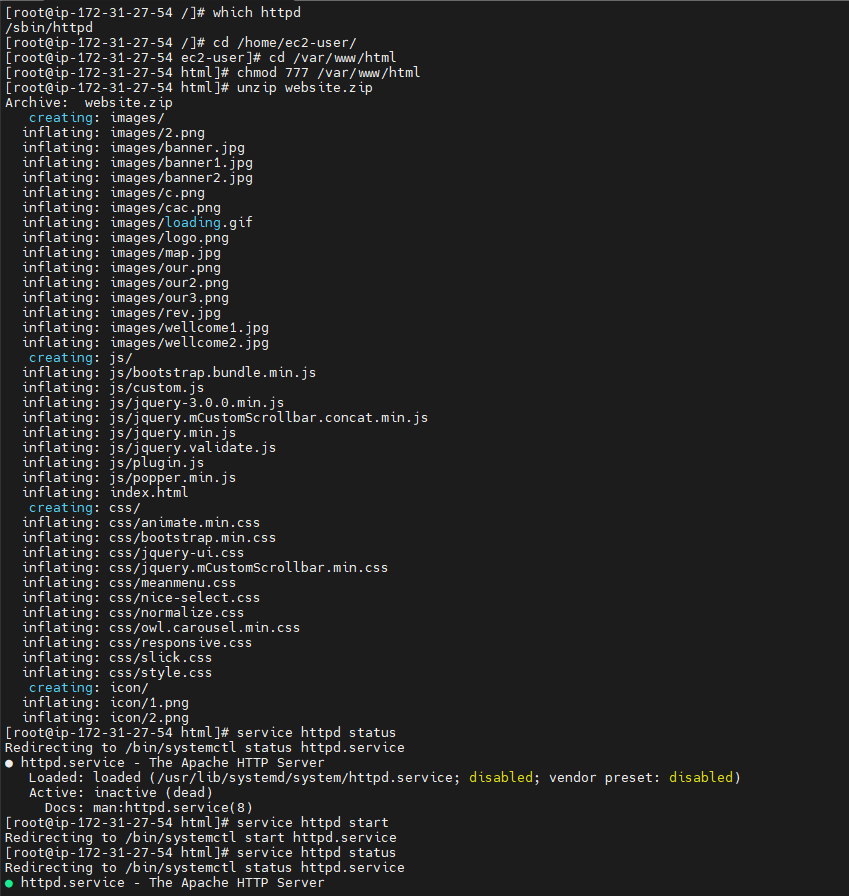 [root@ip-172-31-27-54 /]# which httpd
/sbin/httpd
[root@ip-172-31-27-54 /]# cd /home/ec2-user/
[root@ip-172-31-27-54 ec2-user]# cd /var/www/html
[root@ip-172-31-27-54 html]# chmod 777 /var/www/html
[root@ip-172-31-27-54 html]# unzip website.zip
Archive:  website.zip
   creating: images/
  inflating: images/2.png
  inflating: images/banner.jpg
  inflating: images/banner1.jpg
  inflating: images/banner2.jpg
  inflating: images/c.png
  inflating: images/cac.png
  inflating: images/loading.gif
  inflating: images/logo.png
  inflating: images/map.jpg
  inflating: images/our.png
  inflating: images/our2.png
  inflating: images/our3.png
  inflating: images/rev.jpg
  inflating: images/wellcome1.jpg
  inflating: images/wellcome2.jpg
   creating: js/
  inflating: js/bootstrap.bundle.min.js
  inflating: js/custom.js
  inflating: js/jquery-3.0.0.min.js
  inflating: js/jquery.mCustomScrollbar.concat.min.js
  inflating: js/jquery.min.js
  inflating: js/jquery.validate.js
  inflating: js/plugin.js
  inflating: js/popper.min.js
  inflating: index.html
   creating: css/
  inflating: css/animate.min.css
  inflating: css/bootstrap.min.css
  inflating: css/jquery-ui.css
  inflating: css/jquery.mCustomScrollbar.min.css
  inflating: css/meanmenu.css
  inflating: css/nice-select.css
  inflating: css/normalize.css
  inflating: css/owl.carousel.min.css
  inflating: css/responsive.css
  inflating: css/slick.css
  inflating: css/style.css
   creating: icon/
  inflating: icon/1.png
  inflating: icon/2.png
[root@ip-172-31-27-54 html]# service httpd status
Redirecting to /bin/systemctl status httpd.service
● httpd.service - The Apache HTTP Server
   Loaded: loaded (/usr/lib/systemd/system/httpd.service; disabled; vendor preset: disabled)
   Active: inactive (dead)
     Docs: man:httpd.service(8)
[root@ip-172-31-27-54 html]# service httpd start
Redirecting to /bin/systemctl start httpd.service
[root@ip-172-31-27-54 html]# service httpd status
Redirecting to /bin/systemctl status httpd.service
● httpd.service - The Apache HTTP Server